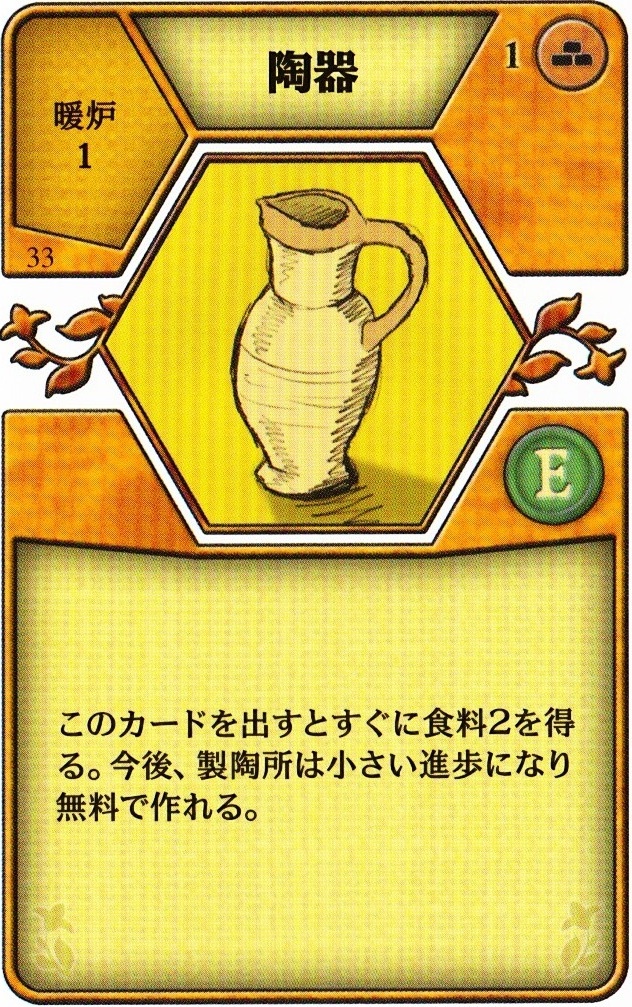 陶器
1
暖炉
1
33
E
このカードを出すとすぐに食料2を得
る。今後、製陶所は小さい進歩になり
無料で作れる。